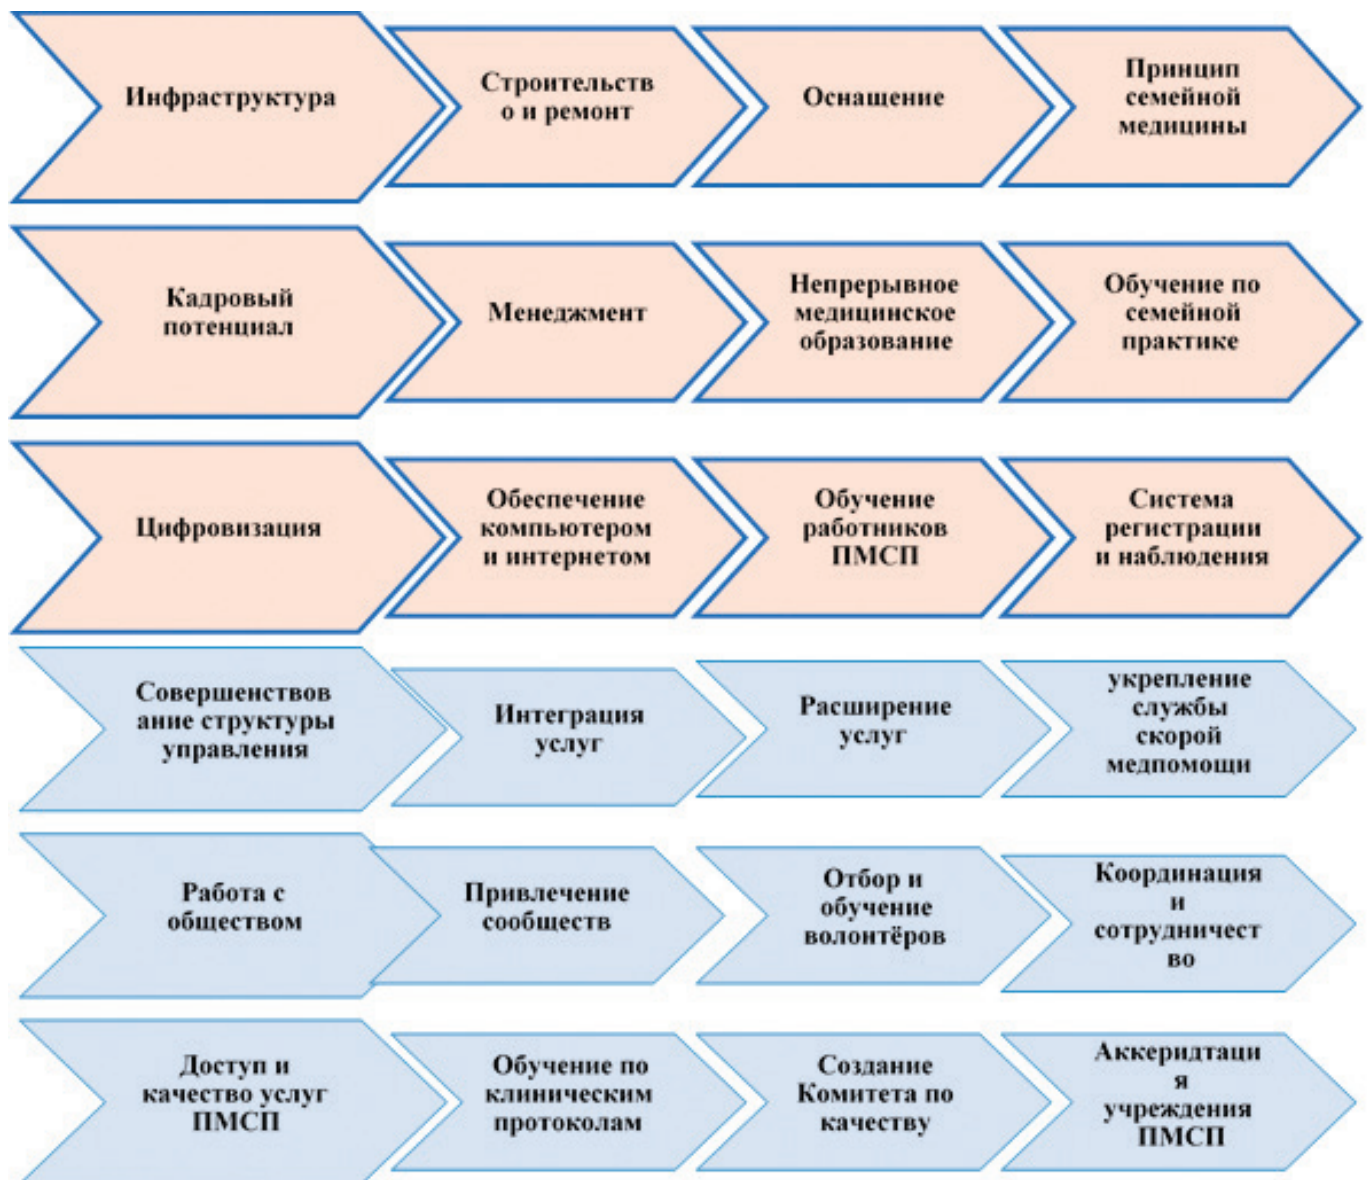 Инфраструктура
Строительств
о и ремонт
Оснащение
Принцип
семейной
медицины
Кадровый
потенциал
Менеджмент
Непрерывное
медицинское
образование
Обучение по
семейной
практике
Цифровизация
Обеспечение
компьютером
и интернетом
Обучение
работников
ПМСП
Система
регистрации
и наблюдения
Совершенствов
ание структуры
управления
Интеграция
услуг
Расширение
услуг
укрепление
службы
скорой
медпомощи
Работа с
обществом
Привлечение
сообществ
Отбор и
обучение
волонтёров
Координация
и
сотрудничест
во
Доступ и
качество услуг
ПМСП
Обучение по
клиническим
протоколам
Создание
Комитета по
качеству
Аккеридтаци
я
учреждения
ПМСП